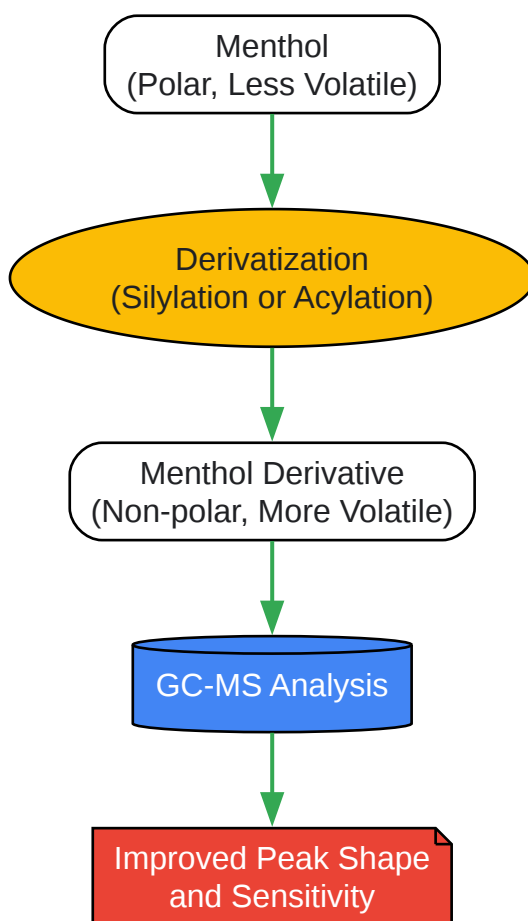 Menthol
(Polar, Less Volatile)
Derivatization
(Silylation or Acylation)
Menthol Derivative
(Non-polar, More Volatile)
GC-MS Analysis
Improved Peak Shape
and Sensitivity